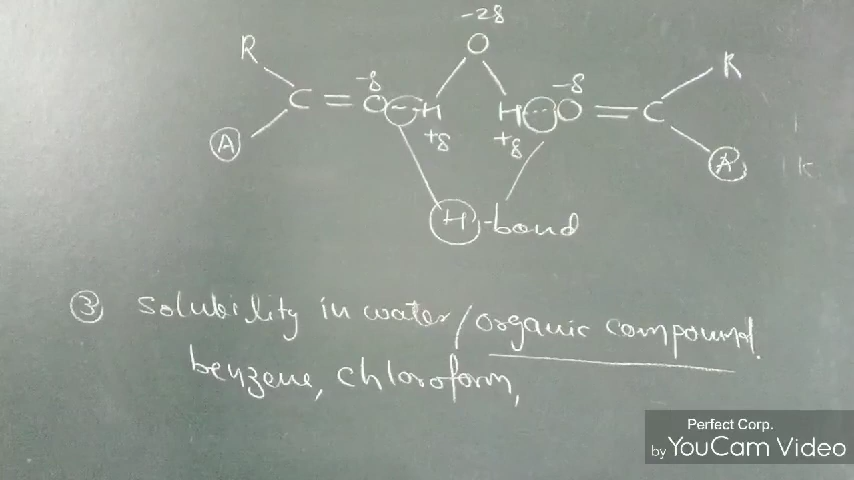 -2δ
R O -δ -δ R
C = O --- H H --- O = C
A +δ +δ A
H -bond
③ Solubility in water/organic compound.
benzene, chloroform,
Perfect Corp.
by YouCam Video